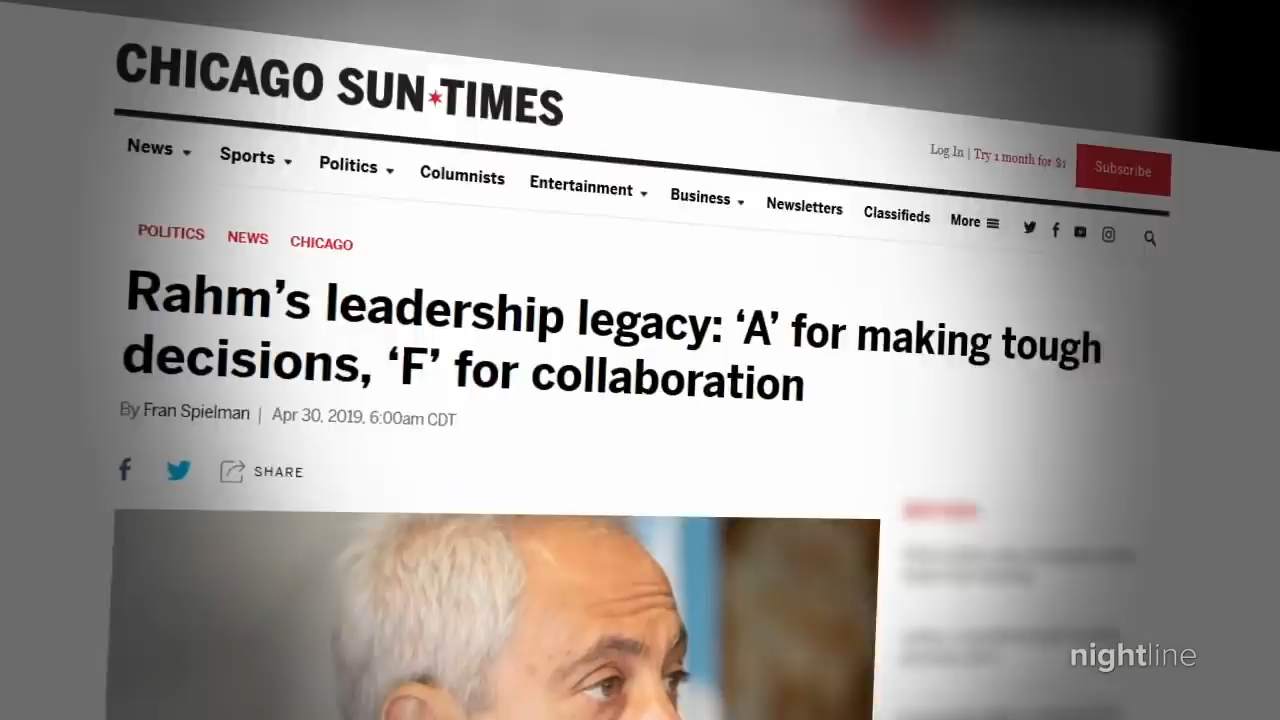 CHICAGO SUN TIMES
Log In | Try 1 month for $1
Subscribe
News Sports Politics Columnists Entertainment Business Newsletters Classifieds More
POLITICS NEWS CHICAGO
Rahm’s leadership legacy: ‘A’ for making tough
decisions, ‘F’ for collaboration
By Fran Spielman | Apr 30, 2019, 6:00am CDT
SHARE
nightline